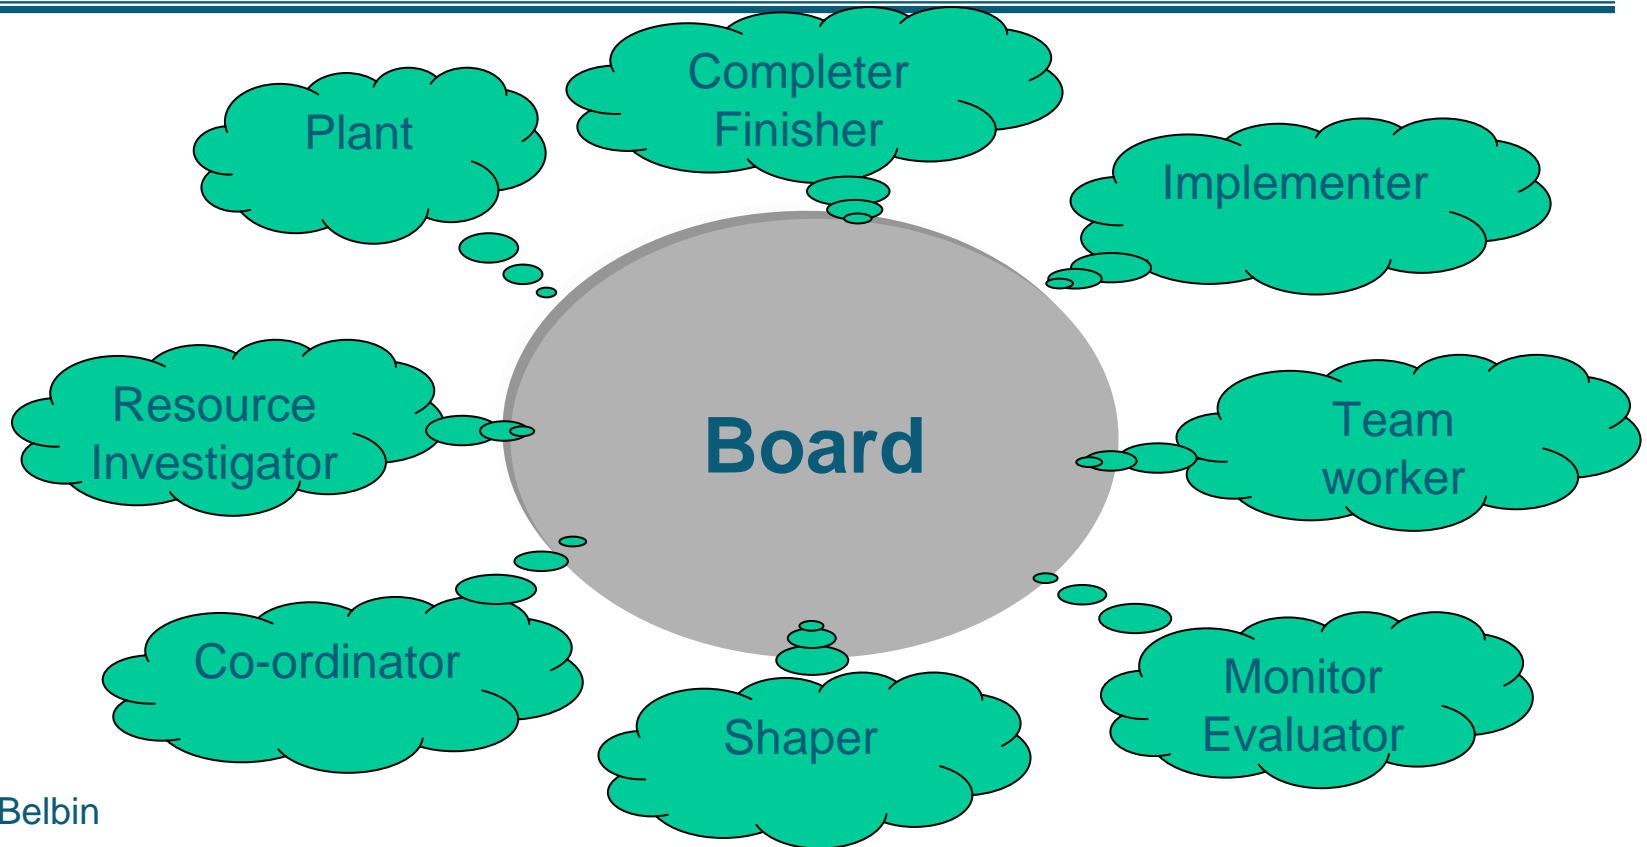 Completer
Finisher
Plant
Implementer
Resource
Investigator
Board
Team
worker
Co-ordinator
Shaper
Monitor
Evaluator
Belbin